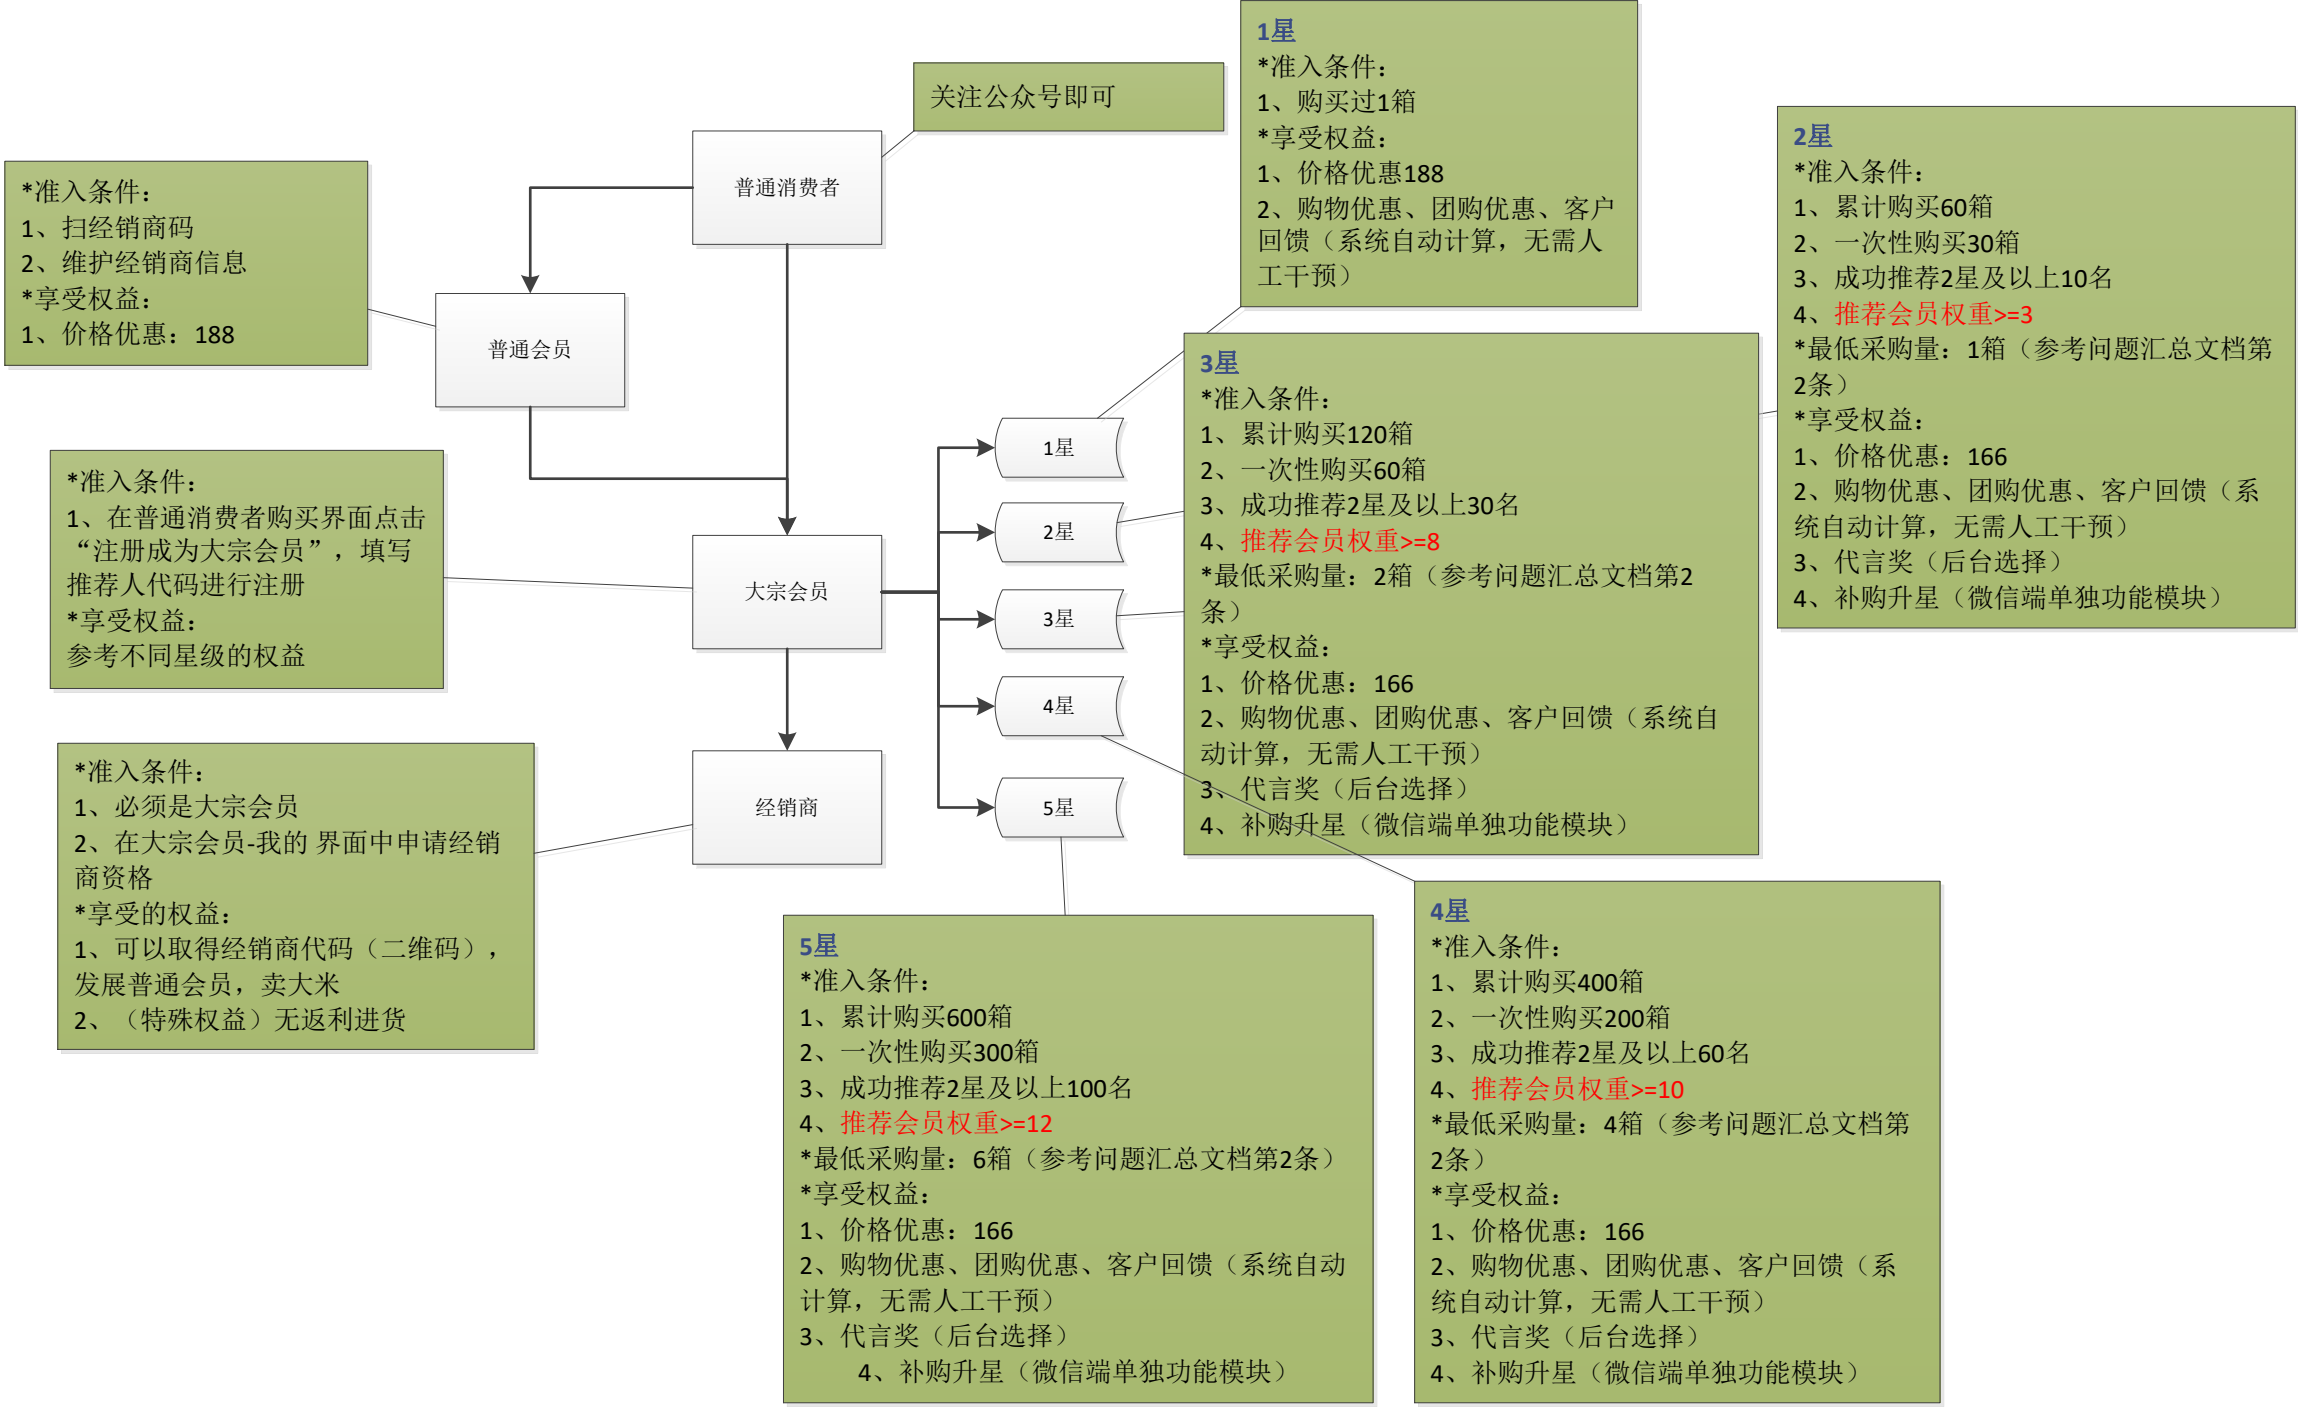 关注公众号即可
普通消费者
*准入条件：
1、扫经销商码
2、维护经销商信息
*享受权益：
1、价格优惠：188
普通会员
*准入条件：
1、在普通消费者购买界面点击
“注册成为大宗会员”，填写
推荐人代码进行注册
*享受权益：
参考不同星级的权益
大宗会员
*准入条件：
1、必须是大宗会员
2、在大宗会员-我的 界面中申请经销
商资格
*享受的权益：
1、可以取得经销商代码（二维码），
发展普通会员，卖大米
2、（特殊权益）无返利进货
经销商
1星
2星
3星
4星
5星
1星
*准入条件：
1、购买过1箱
*享受权益：
1、价格优惠188
2、购物优惠、团购优惠、客户
回馈（系统自动计算，无需人
工干预）
2星
*准入条件：
1、累计购买60箱
2、一次性购买30箱
3、成功推荐2星及以上10名
4、推荐会员权重>=3
*最低采购量：1箱（参考问题汇总文档第
2条）
*享受权益：
1、价格优惠：166
2、购物优惠、团购优惠、客户回馈（系
统自动计算，无需人工干预）
3、代言奖（后台选择）
4、补购升星（微信端单独功能模块）
3星
*准入条件：
1、累计购买120箱
2、一次性购买60箱
3、成功推荐2星及以上30名
4、推荐会员权重>=8
*最低采购量：2箱（参考问题汇总文档第2
条）
*享受权益：
1、价格优惠：166
2、购物优惠、团购优惠、客户回馈（系统自
动计算，无需人工干预）
3、代言奖（后台选择）
4、补购升星（微信端单独功能模块）
4星
*准入条件：
1、累计购买400箱
2、一次性购买200箱
3、成功推荐2星及以上60名
4、推荐会员权重>=10
*最低采购量：4箱（参考问题汇总文档第
2条）
*享受权益：
1、价格优惠：166
2、购物优惠、团购优惠、客户回馈（系
统自动计算，无需人工干预）
3、代言奖（后台选择）
4、补购升星（微信端单独功能模块）
5星
*准入条件：
1、累计购买600箱
2、一次性购买300箱
3、成功推荐2星及以上100名
4、推荐会员权重>=12
*最低采购量：6箱（参考问题汇总文档第2条）
*享受权益：
1、价格优惠：166
2、购物优惠、团购优惠、客户回馈（系统自动
计算，无需人工干预）
3、代言奖（后台选择）
4、补购升星（微信端单独功能模块）